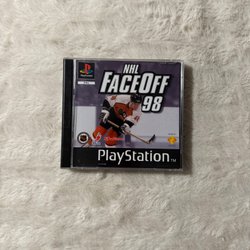 NHL
FACEOFF
98
PlayStation